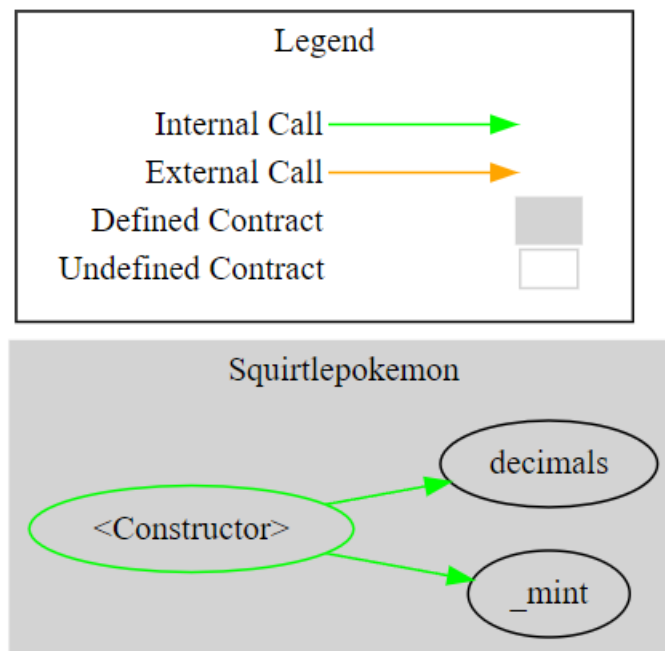 Legend
Internal Call
External Call
Defined Contract
Undefined Contract
Squirtlepokemon
decimals
<Constructor>
_mint